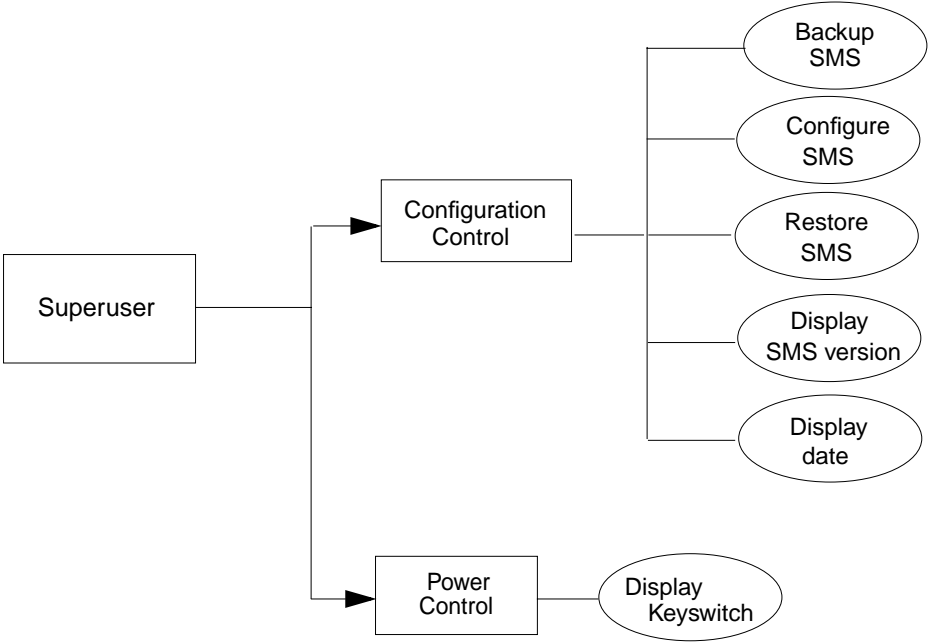 Superuser
Configuration
Control
Backup
SMS
Configure
SMS
Restore
SMS
Display
SMS version
Display
date
Power
Control
Display
Keyswitch